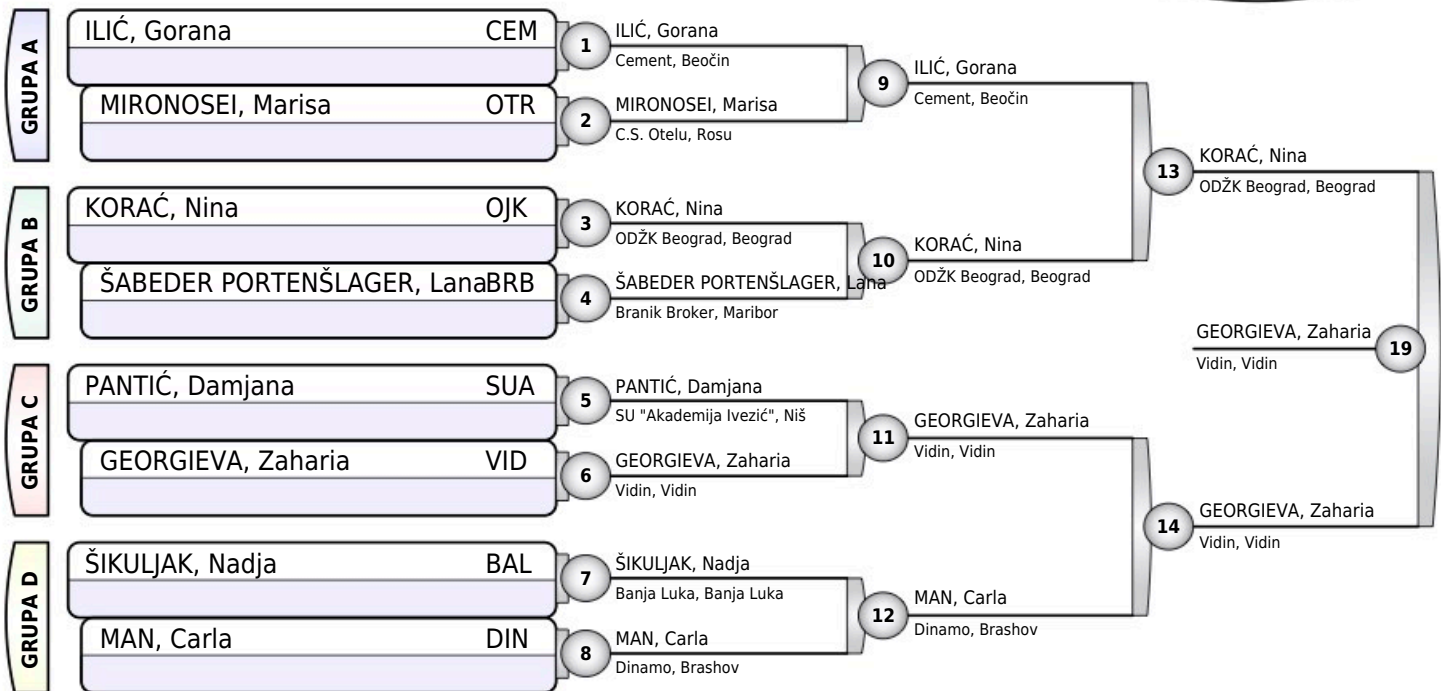 GRUPA A
ILIĆ, Gorana CEM
MIRONOSEI, Marisa OTR
GRUPA B
KORAĆ, Nina OJK
ŠABEDER PORTENŠLAGER, Lana BRB
GRUPA C
PANTIĆ, Damjana SUA
GEORGIEVA, Zaharia VID
GRUPA D
ŠIKULJAK, Nadja BAL
MAN, Carla DIN
1
ILIĆ, Gorana
Cement, Beočin
2
MIRONOSEI, Marisa
C.S. Otelu, Rosu
3
KORAĆ, Nina
ODŽK Beograd, Beograd
4
ŠABEDER PORTENŠLAGER, Lana
Branik Broker, Maribor
5
PANTIĆ, Damjana
SU "Akademija Ivezić", Niš
6
GEORGIEVA, Zaharia
Vidin, Vidin
7
ŠIKULJAK, Nadja
Banja Luka, Banja Luka
8
MAN, Carla
Dinamo, Brashov
9
ILIĆ, Gorana
Cement, Beočin
10
KORAĆ, Nina
ODŽK Beograd, Beograd
11
GEORGIEVA, Zaharia
Vidin, Vidin
12
MAN, Carla
Dinamo, Brashov
13
KORAĆ, Nina
ODŽK Beograd, Beograd
14
GEORGIEVA, Zaharia
Vidin, Vidin
GEORGIEVA, Zaharia
Vidin, Vidin
19